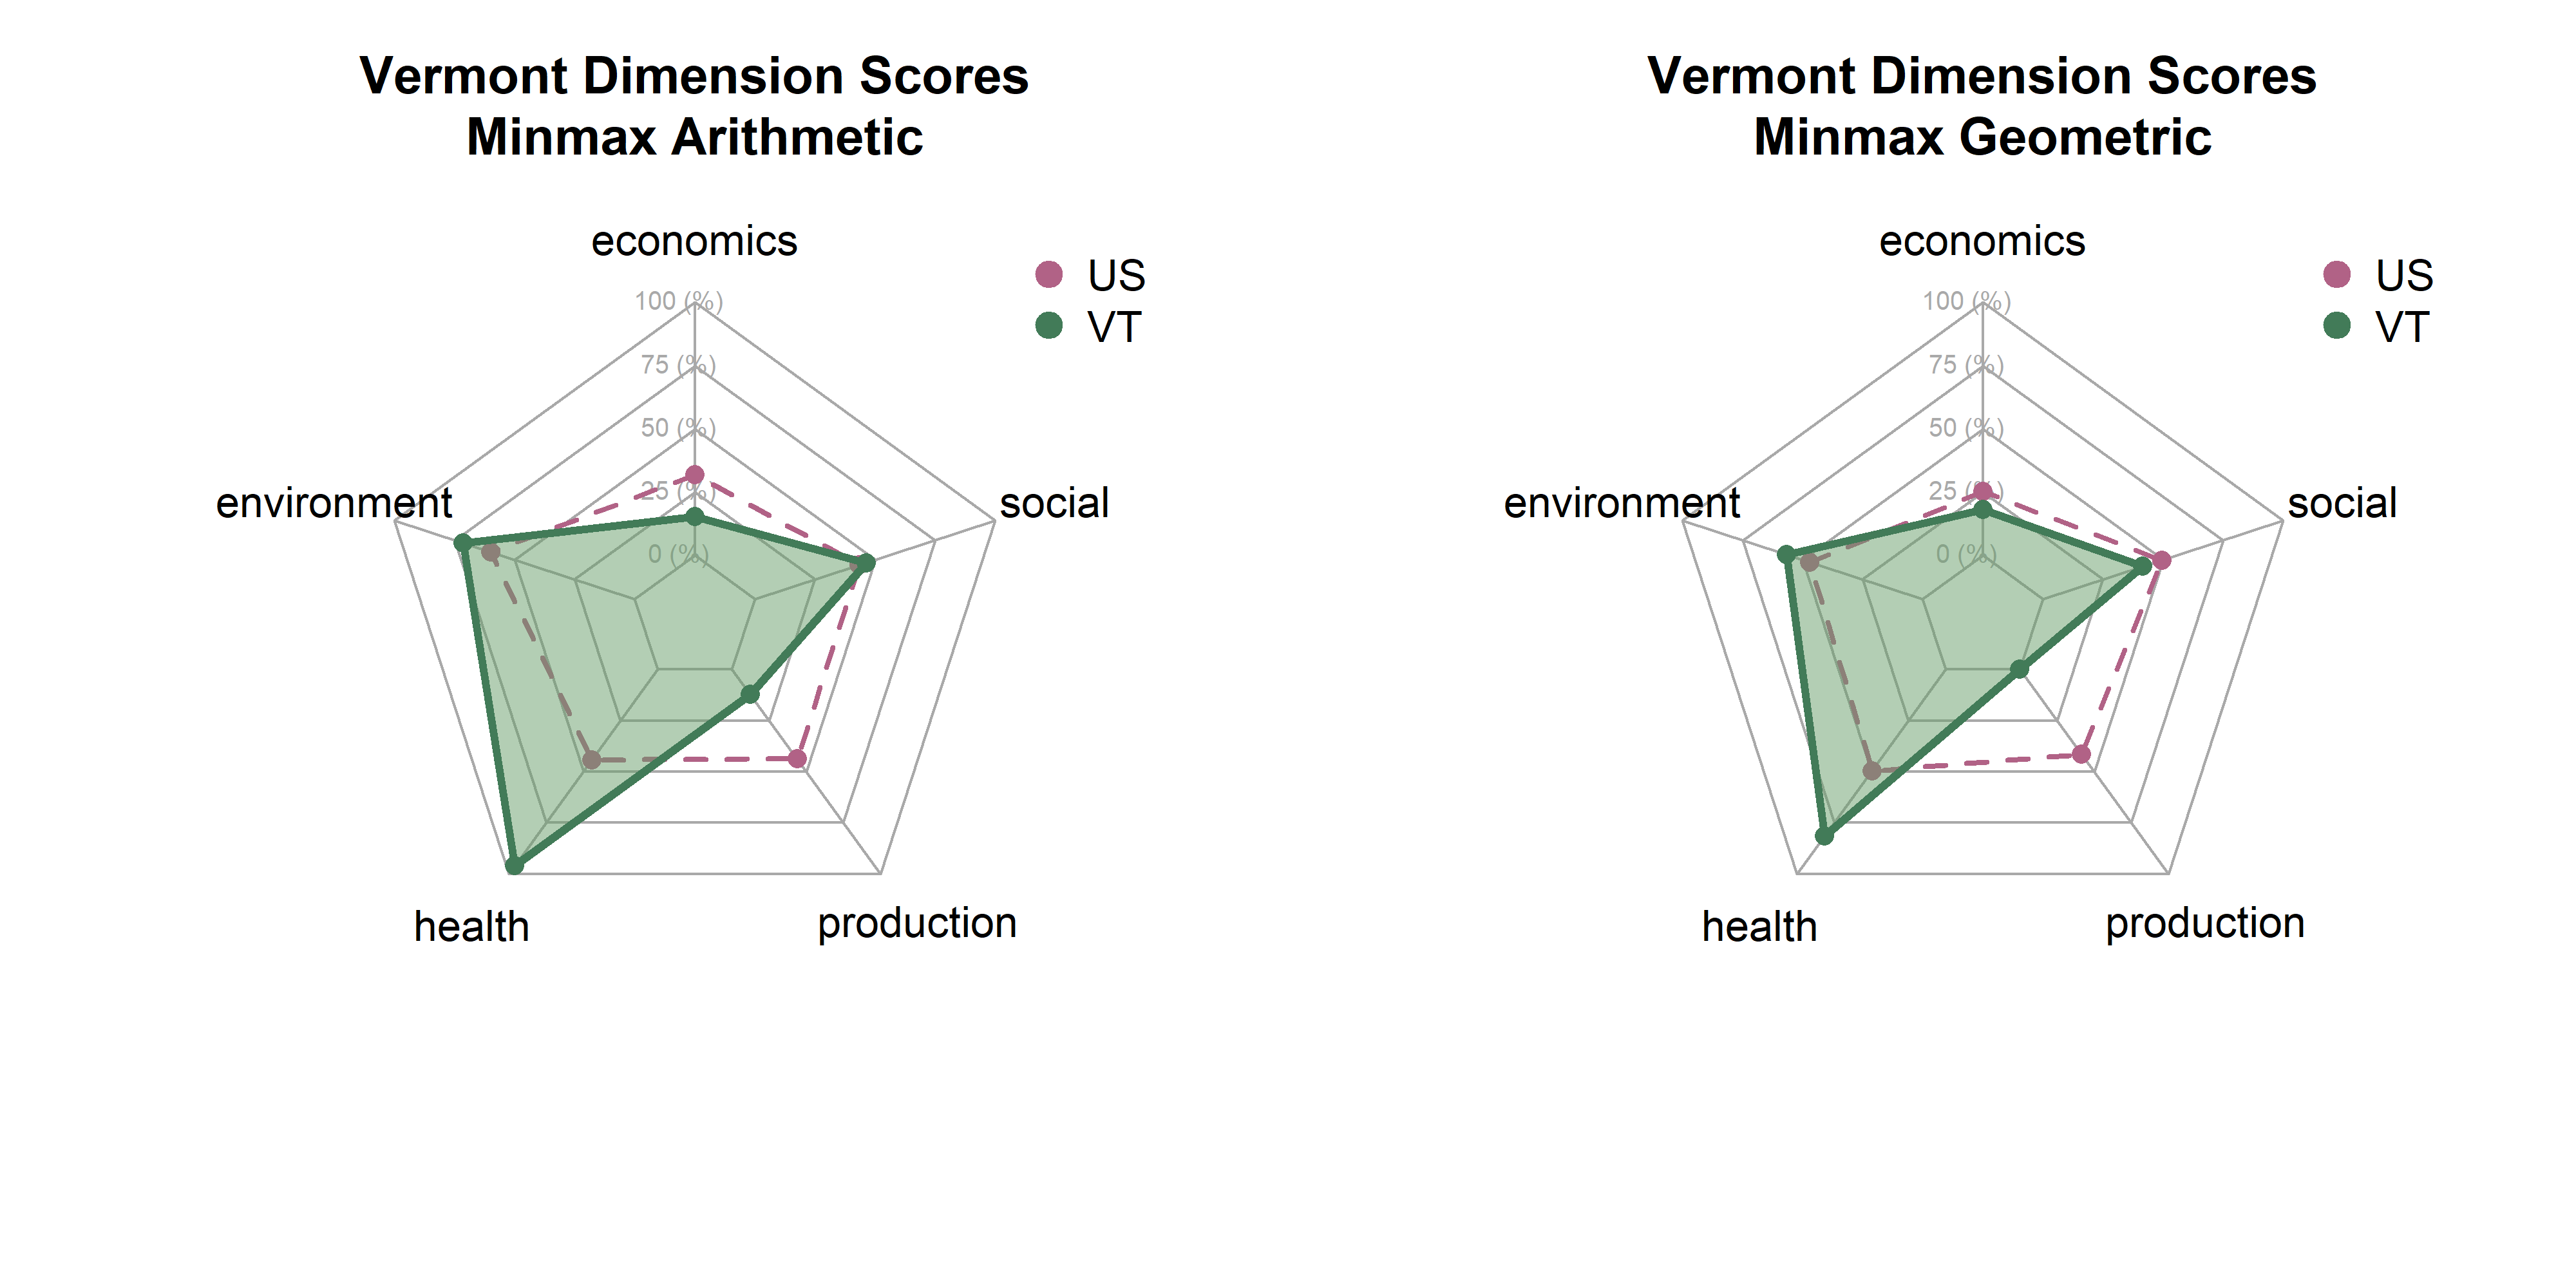 Vermont Dimension Scores
Minmax Arithmetic
economics
US
VT
100 (%)
75 (%)
50 (%)
25 (%)
0 (%)
environment
social
health
production
Vermont Dimension Scores
Minmax Geometric
economics
US
VT
100 (%)
75 (%)
50 (%)
25 (%)
0 (%)
environment
social
health
production